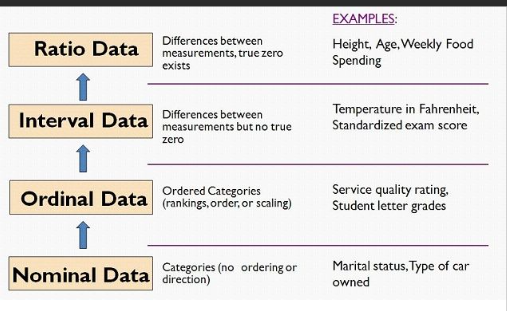 EXAMPLES:
Ratio Data
Differences between
measurements, true zero
exists
Height, Age, Weekly Food
Spending
Interval Data
Differences between
measurements but no true
zero
Temperature in Fahrenheit,
Standardized exam score
Ordinal Data
Ordered Categories
(rankings, order, or scaling)
Service quality rating,
Student letter grades
Nominal Data
Categories (no ordering or
direction)
Marital status, Type of car
owned